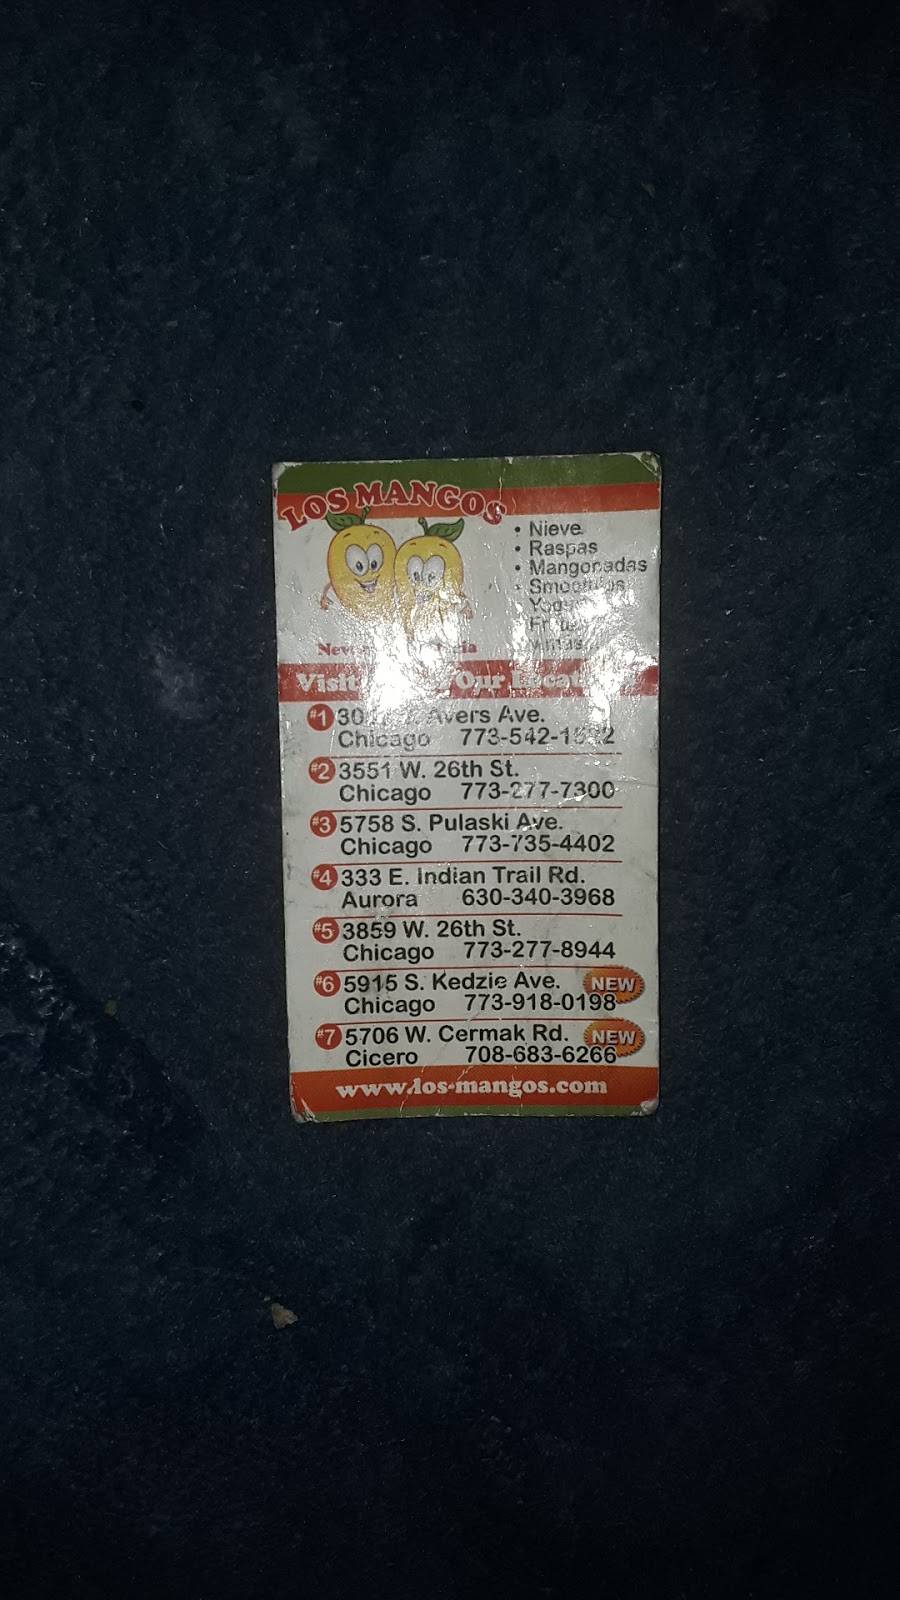 LOS MANGOS
• Nieve
• Raspas
• Mangonadas
Visit Our
#1 Avers Ave.
Chicago
#2 3551 W. 26th St.
Chicago 773-277-7300
#3 5758 S. Pulaski Ave.
Chicago 773-735-4402
#4 333 E. Indian Trail Rd.
Aurora 630-340-3968
#5 3859 W. 26th St.
Chicago 773-277-8944
#6 5915 S. Kedzie Ave. NEW
Chicago 773-918-0198
#7 5706 W. Cermak Rd. NEW
Cicero 708-683-6266
www.los-mangos.com